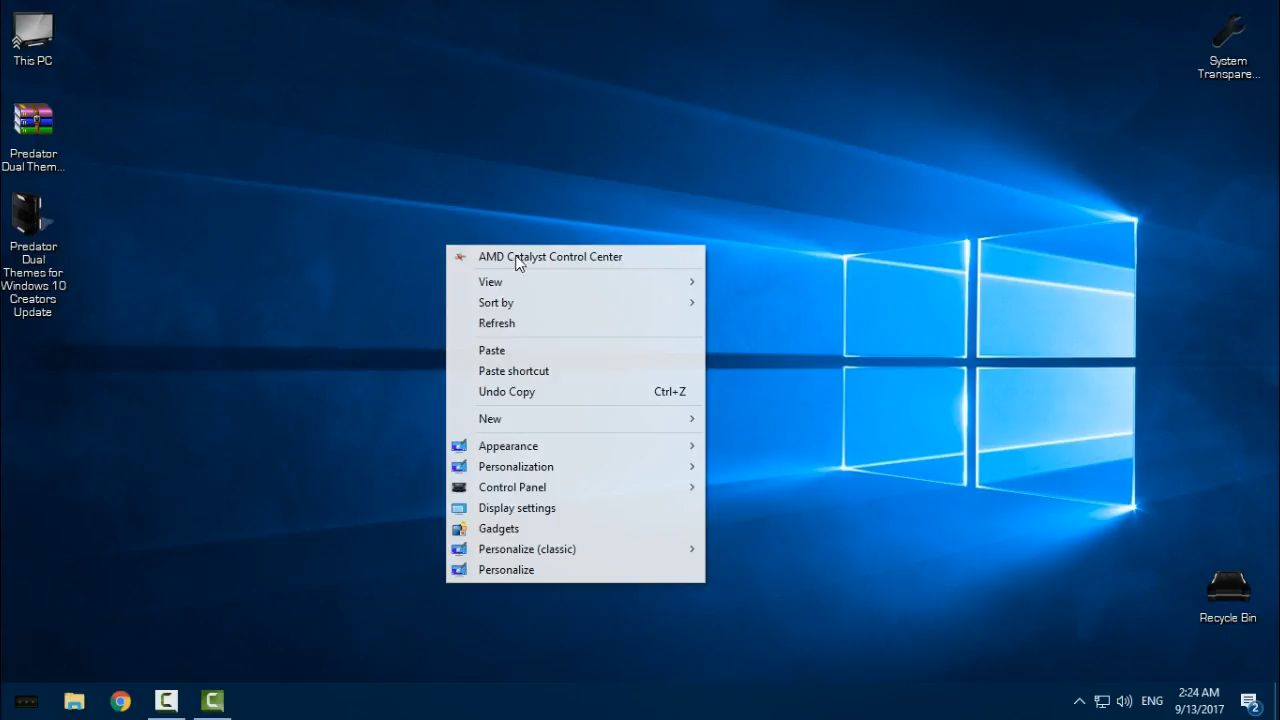 This PC
Predator
Dual Them...
Predator
Dual
Themes for
Windows 10
Creators
Update
System
Transpare...
AMD Catalyst Control Center
View
Sort by
Refresh
Paste
Paste shortcut
Undo Copy Ctrl+Z
New
Appearance
Personalization
Control Panel
Display settings
Gadgets
Personalize (classic)
Personalize
Recycle Bin
ENG
2:24 AM
9/13/2017
2